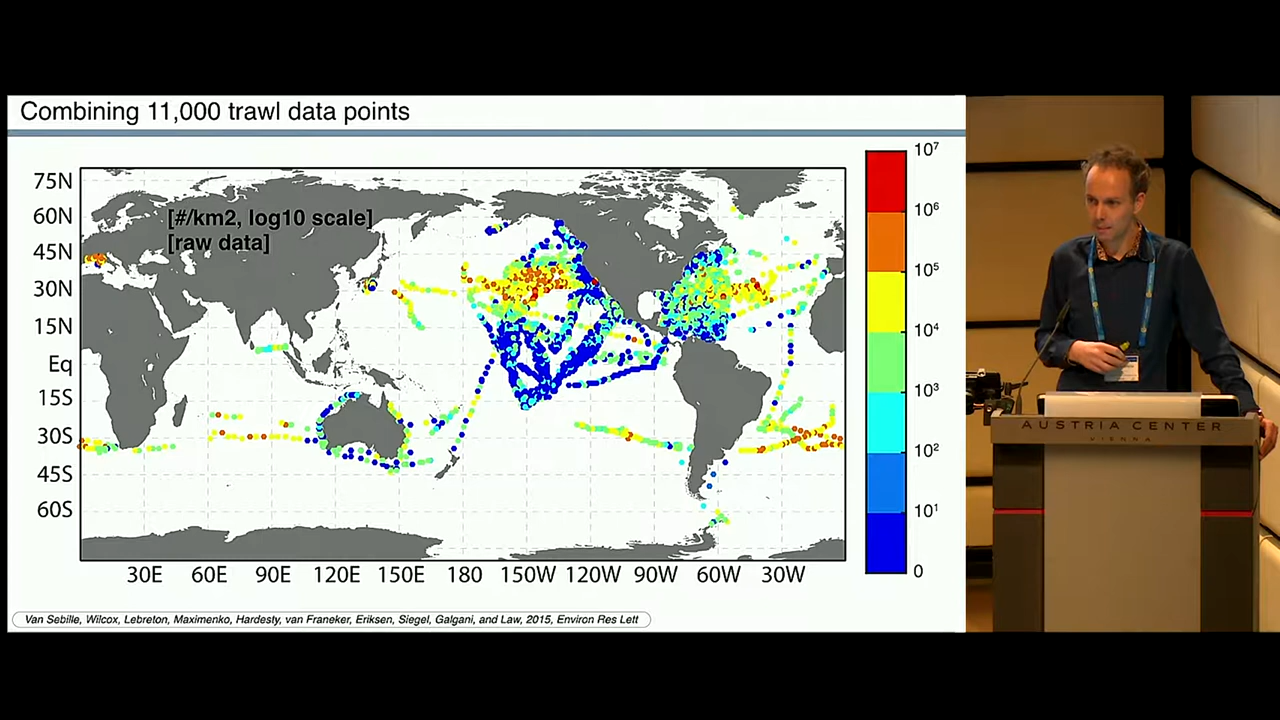 Combining 11,000 trawl data points
[#/km2, log10 scale]
[raw data]
75N
60N
45N
30N
15N
Eq
15S
30S
45S
60S
30E 60E 90E 120E 150E 180 150W 120W 90W 60W 30W
10⁷
10⁶
10⁵
10⁴
10³
10²
10¹
0
Van Sebille, Wilcox, Lebreton, Maximenko, Hardesty, van Franeker, Eriksen, Siegel, Galgani, and Law, 2015, Environ Res Lett
AUSTRIA CENTER
VIENNA